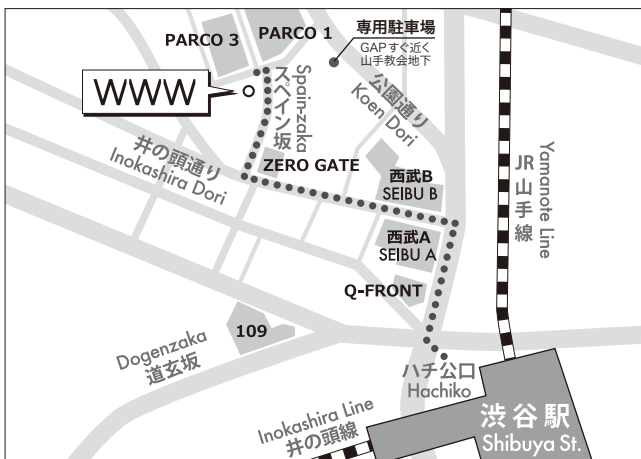 PARCO 3
PARCO 1
専用駐車場
GAPすぐ近く
山手教会地下
WWW
スペイン坂
Spain-zaka
公園通り
Koen Dori
井の頭通り
Inokashira Dori
ZERO GATE
西武B
SEIBU B
JR山手線
Yamanote Line
西武A
SEIBU A
Q-FRONT
109
Dogenzaka
道玄坂
ハチ公口
Hachiko
Inokashira Line
井の頭線
渋谷駅
Shibuya St.